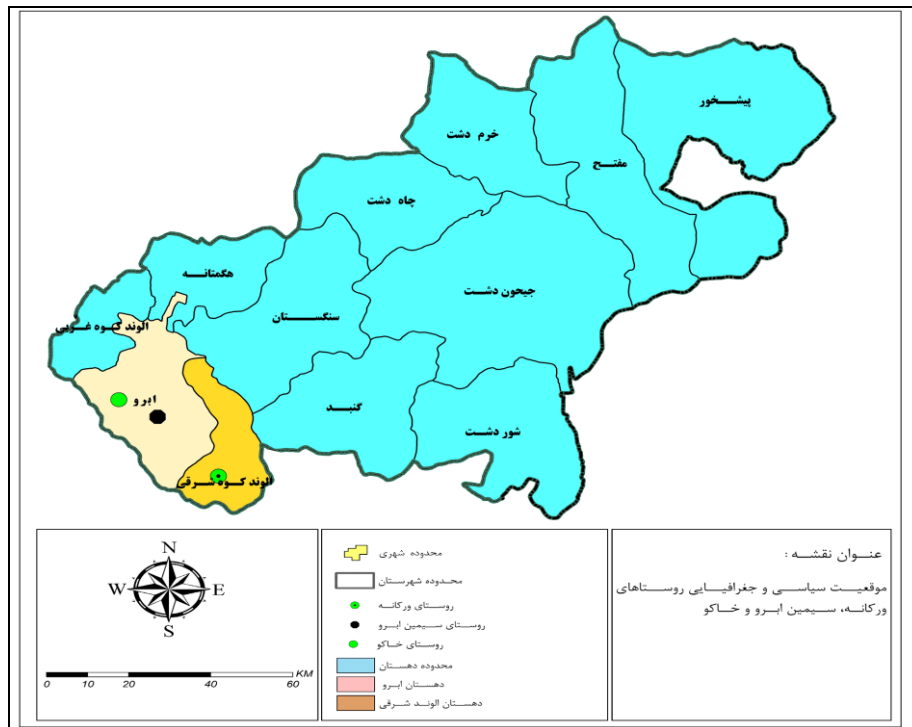 پیشخور
خرم دشت
مفتح
چاه دشت
هگمتانه
جیحون دشت
سنگستان
الوند کوه غربی
ابرو
گنبد
شور دشت
الوند کوه شرقی
N
W E
S
0 10 20 40 60 KM
محدوده شهری
محدوده شهرستان
روستای ورکانه
روستای سیمین ابرو
روستای خاکو
محدوده دهستان
دهستان ابرو
دهستان الوند شرقی
عنوان نقشه :
موقعیت سیاسی و جغرافیایی روستاهای
ورکانه، سیمین ابرو و خاکو